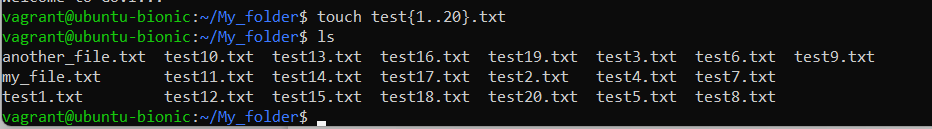 vagrant@ubuntu-bionic:~/My_folder$ touch test{1..20}.txt
vagrant@ubuntu-bionic:~/My_folder$ ls
another_file.txt test10.txt test13.txt test16.txt test19.txt test3.txt test6.txt test9.txt
my_file.txt test11.txt test14.txt test17.txt test2.txt test4.txt test7.txt
test1.txt test12.txt test15.txt test18.txt test20.txt test5.txt test8.txt
vagrant@ubuntu-bionic:~/My_folder$